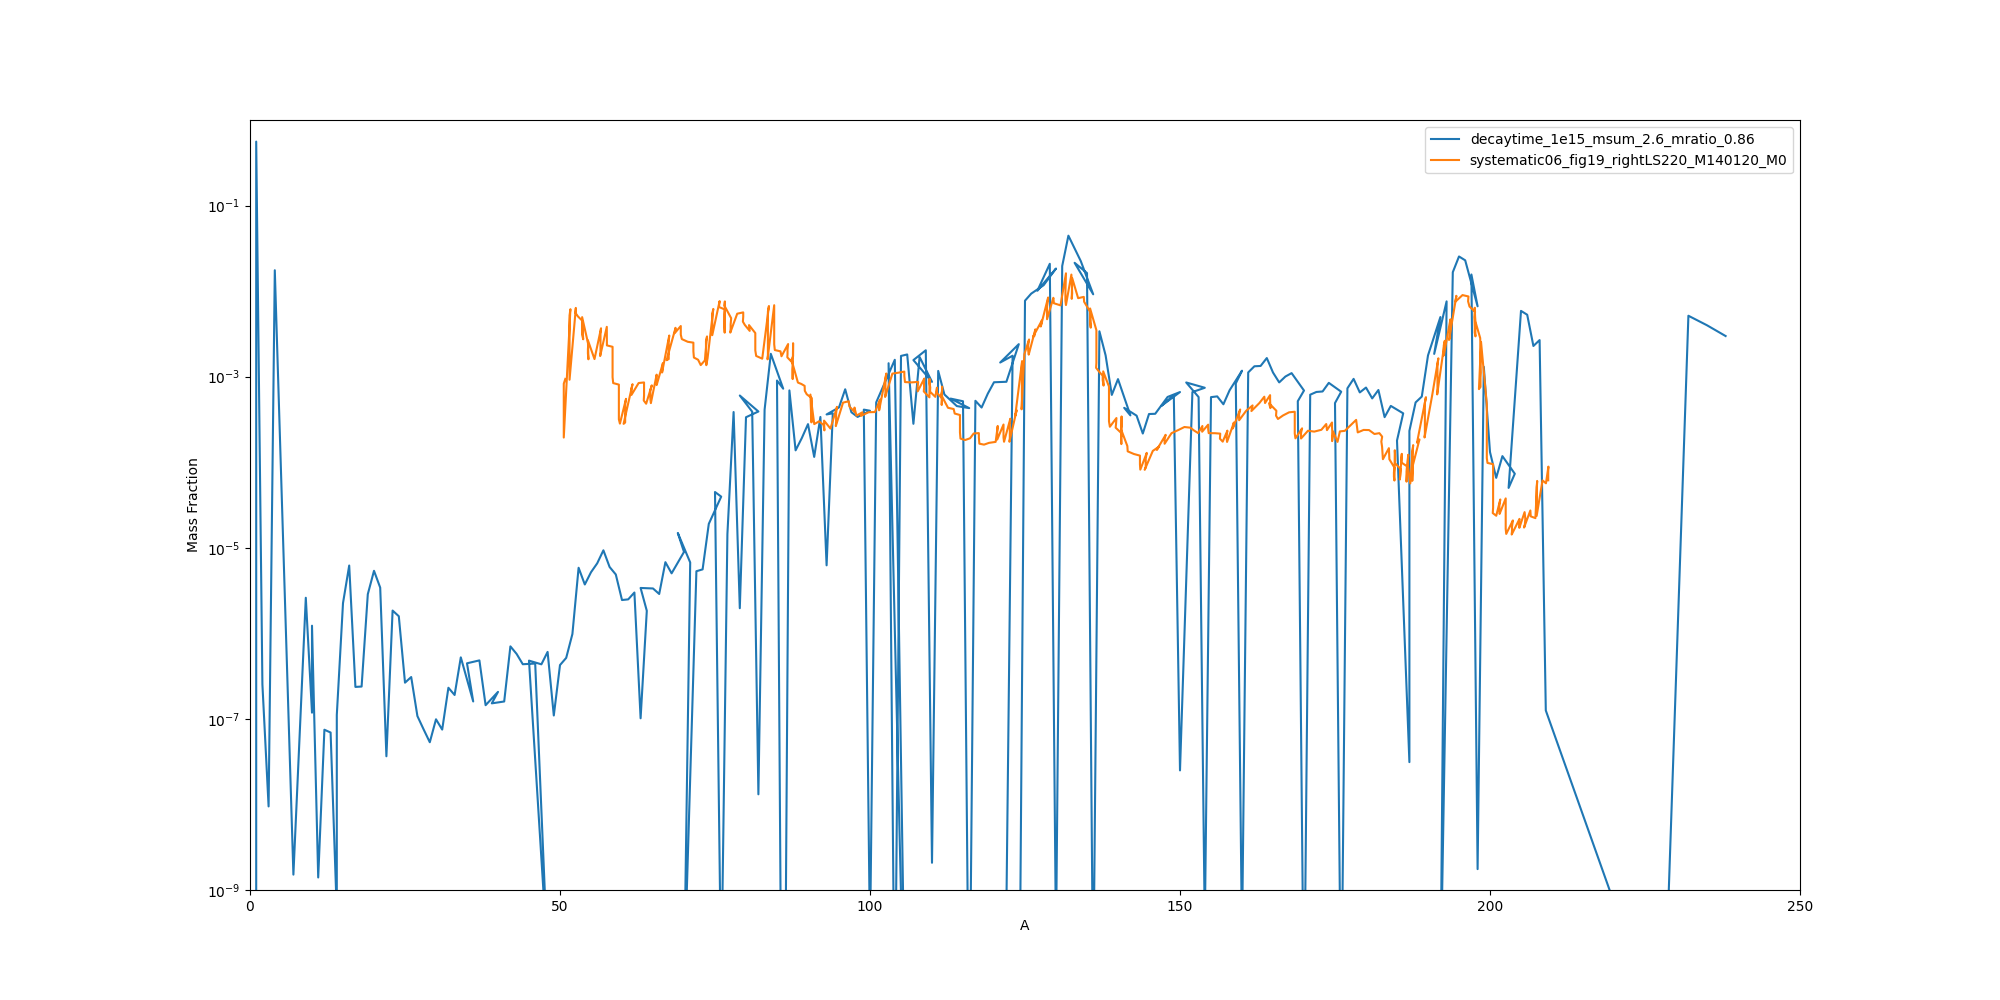 decaytime_1e15_msum_2.6_mratio_0.86
systematic06_fig19_rightLS220_M140120_M0
Mass Fraction
10⁻¹
10⁻³
10⁻⁵
10⁻⁷
10⁻⁹
0 50 100 150 200 250
A